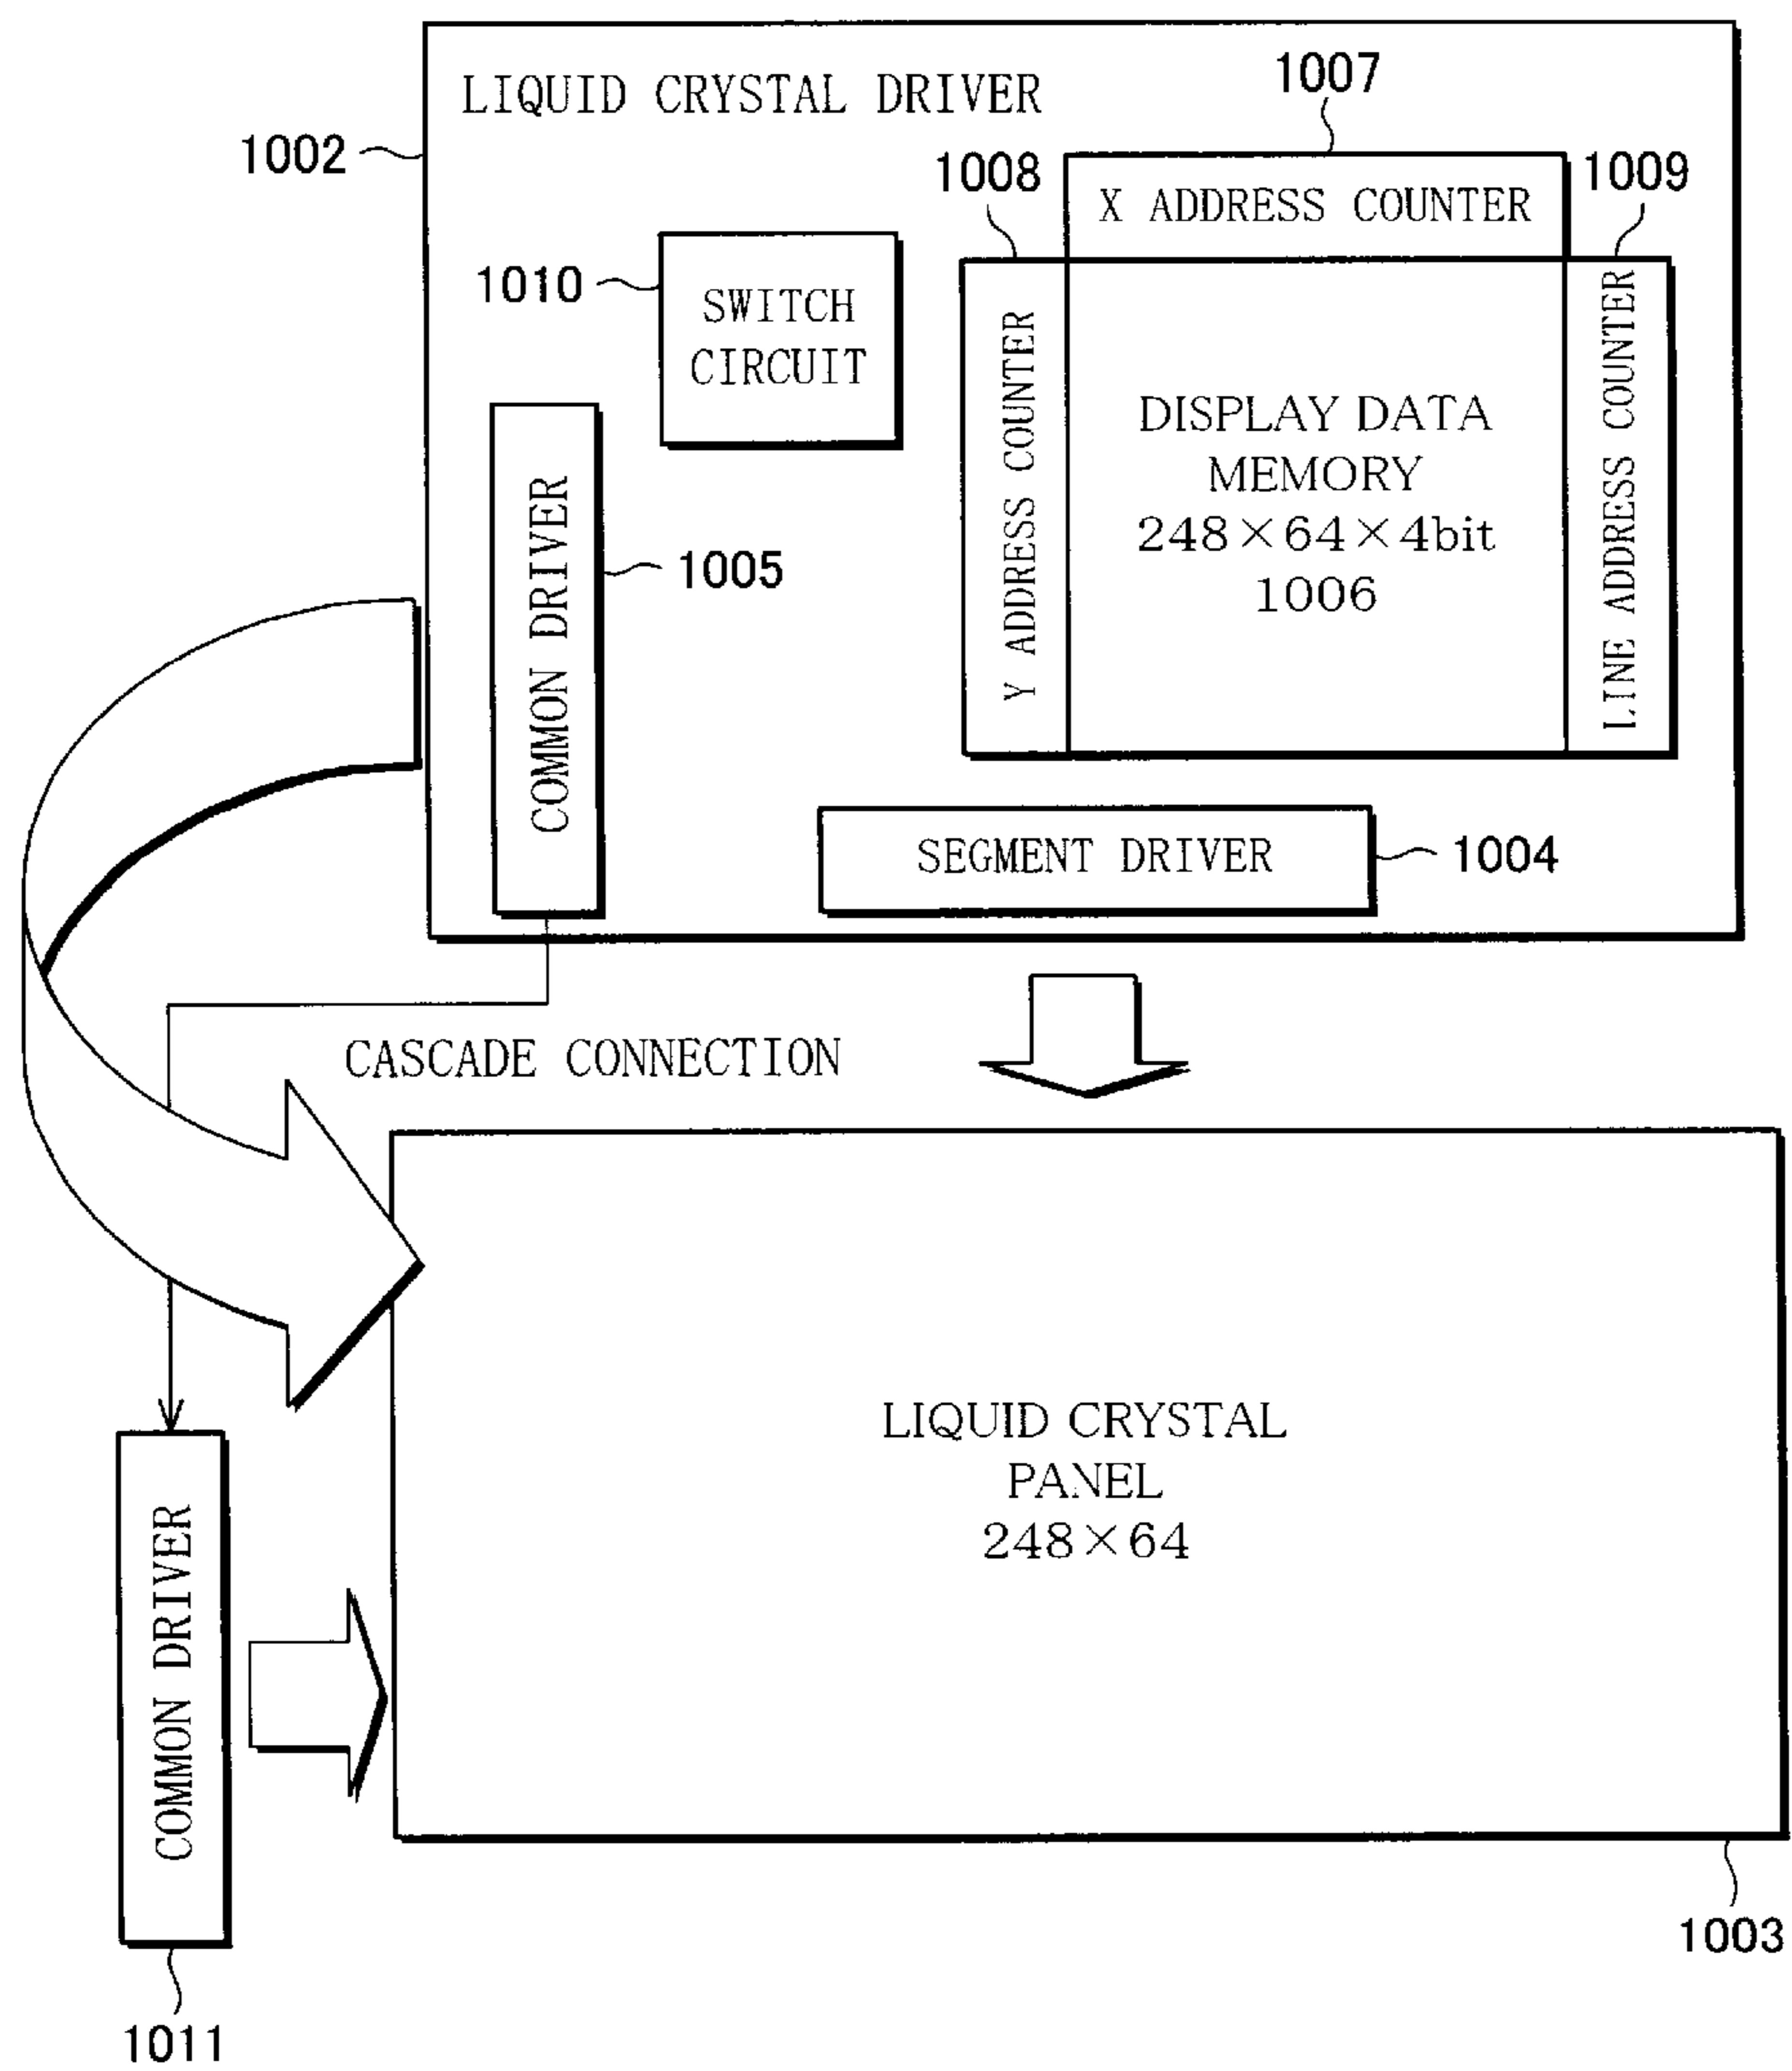 LIQUID CRYSTAL DRIVER
1007
1002
1008
1009
X ADDRESS COUNTER
1010
SWITCH
CIRCUIT
Y ADDRESS COUNTER
DISPLAY DATA
MEMORY
248×64×4bit
1006
LINE ADDRESS COUNTER
COMMON DRIVER
1005
SEGMENT DRIVER
1004
CASCADE CONNECTION
LIQUID CRYSTAL
PANEL
248×64
COMMON DRIVER
1003
1011